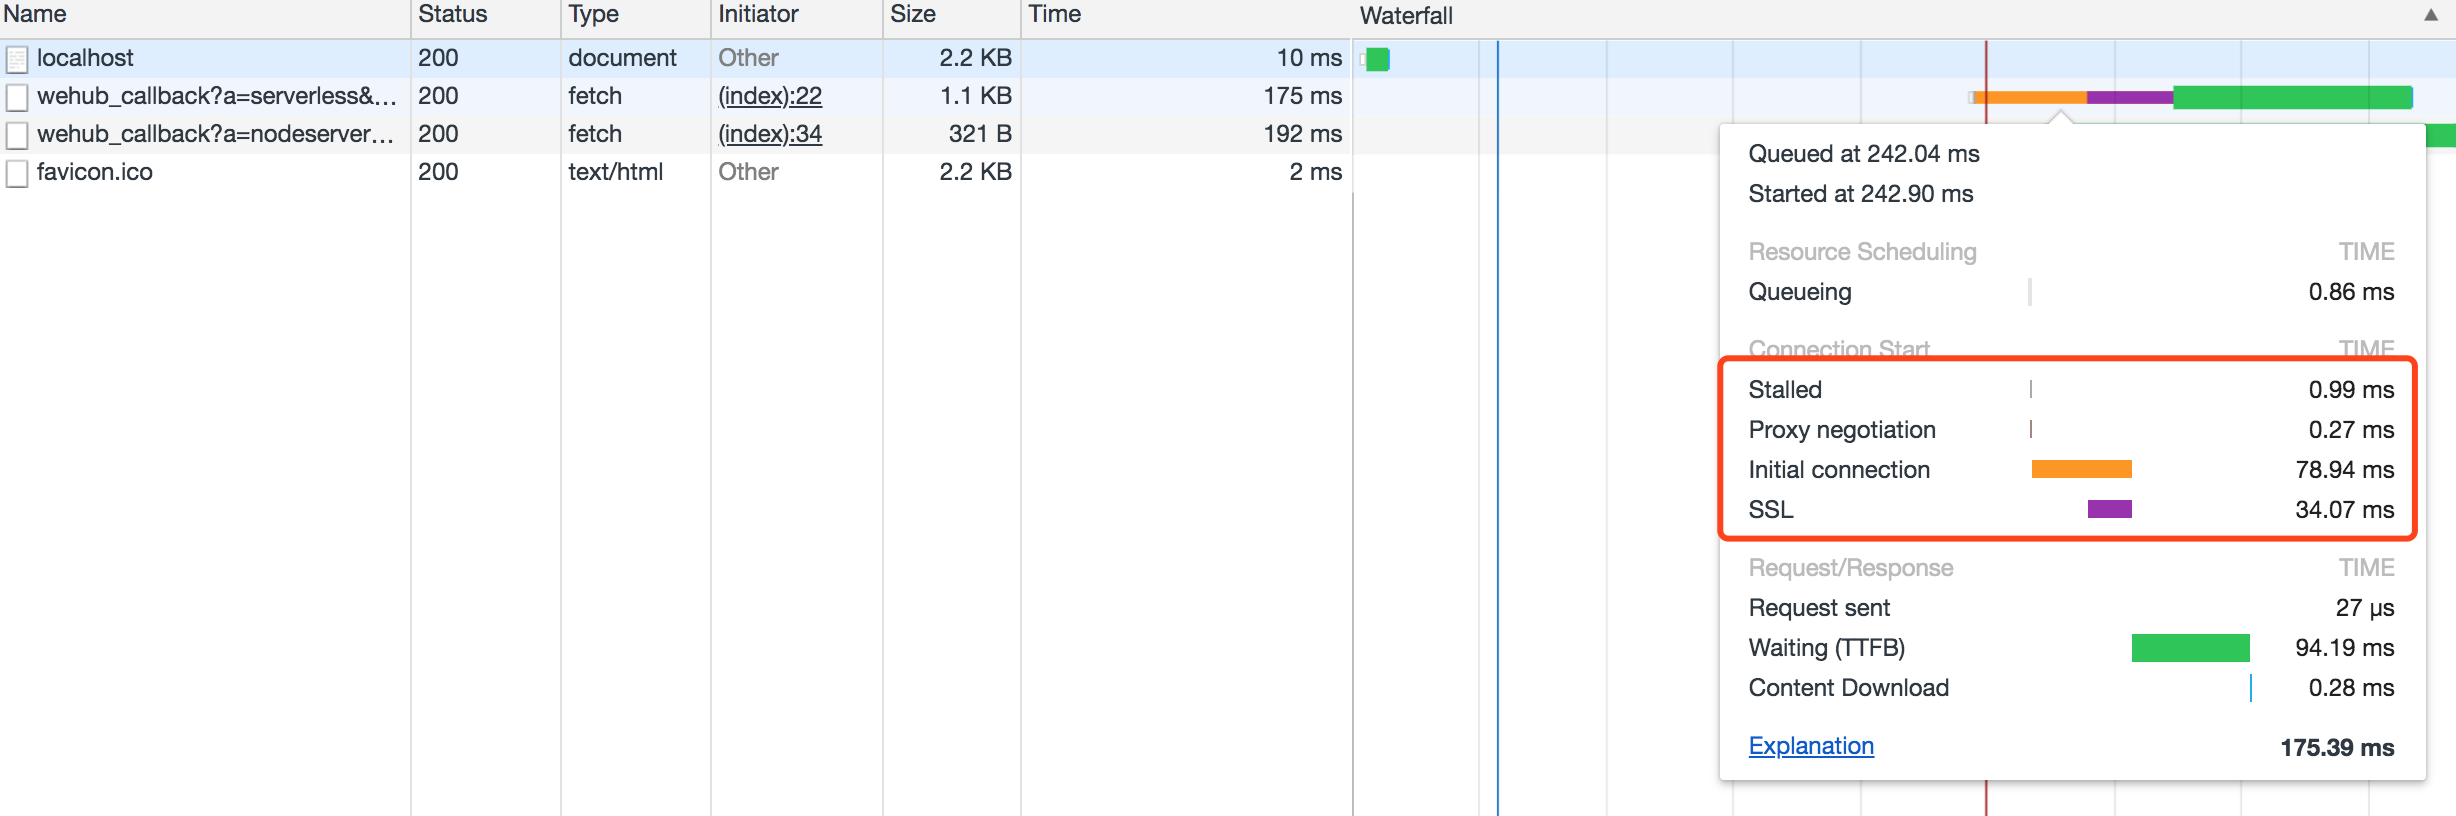 Name Status Type Initiator Size Time Waterfall ▲
localhost 200 document Other 2.2 KB 10 ms
wehub_callback?a=serverless&... 200 fetch (index):22 1.1 KB 175 ms
wehub_callback?a=nodeserver... 200 fetch (index):34 321 B 192 ms
favicon.ico 200 text/html Other 2.2 KB 2 ms
Queued at 242.04 ms
Started at 242.90 ms
Resource Scheduling TIME
Queueing 0.86 ms
Connection Start TIME
Stalled 0.99 ms
Proxy negotiation 0.27 ms
Initial connection 78.94 ms
SSL 34.07 ms
Request/Response TIME
Request sent 27 μs
Waiting (TTFB) 94.19 ms
Content Download 0.28 ms
Explanation 175.39 ms